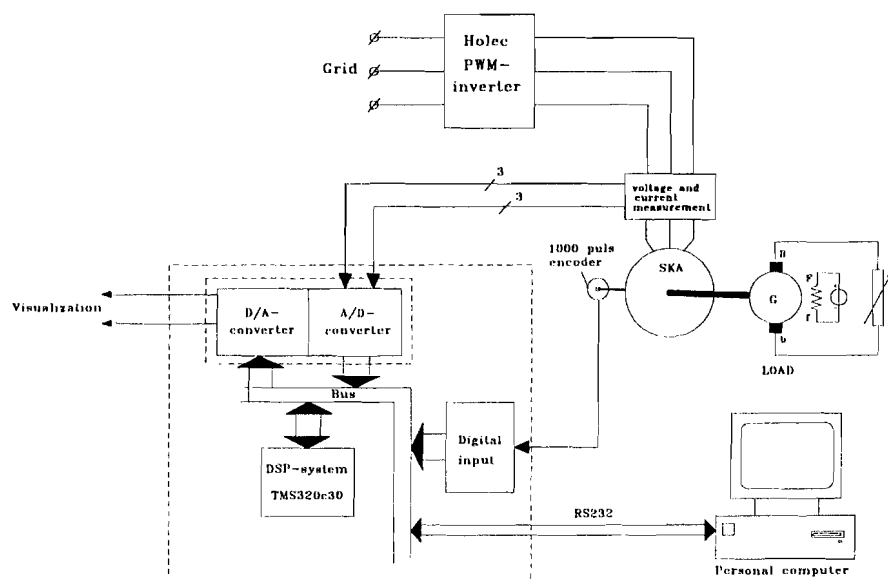 Holec
PWM-
inverter
Grid
3
3
voltage and
current
measurement
1000 puls
encoder
SKA
B
G
F
f
b
LOAD
Visualization
D/A-
converter
A/D-
converter
Bus
Digital
input
DSP-system
TMS320c30
RS232
Personal computer